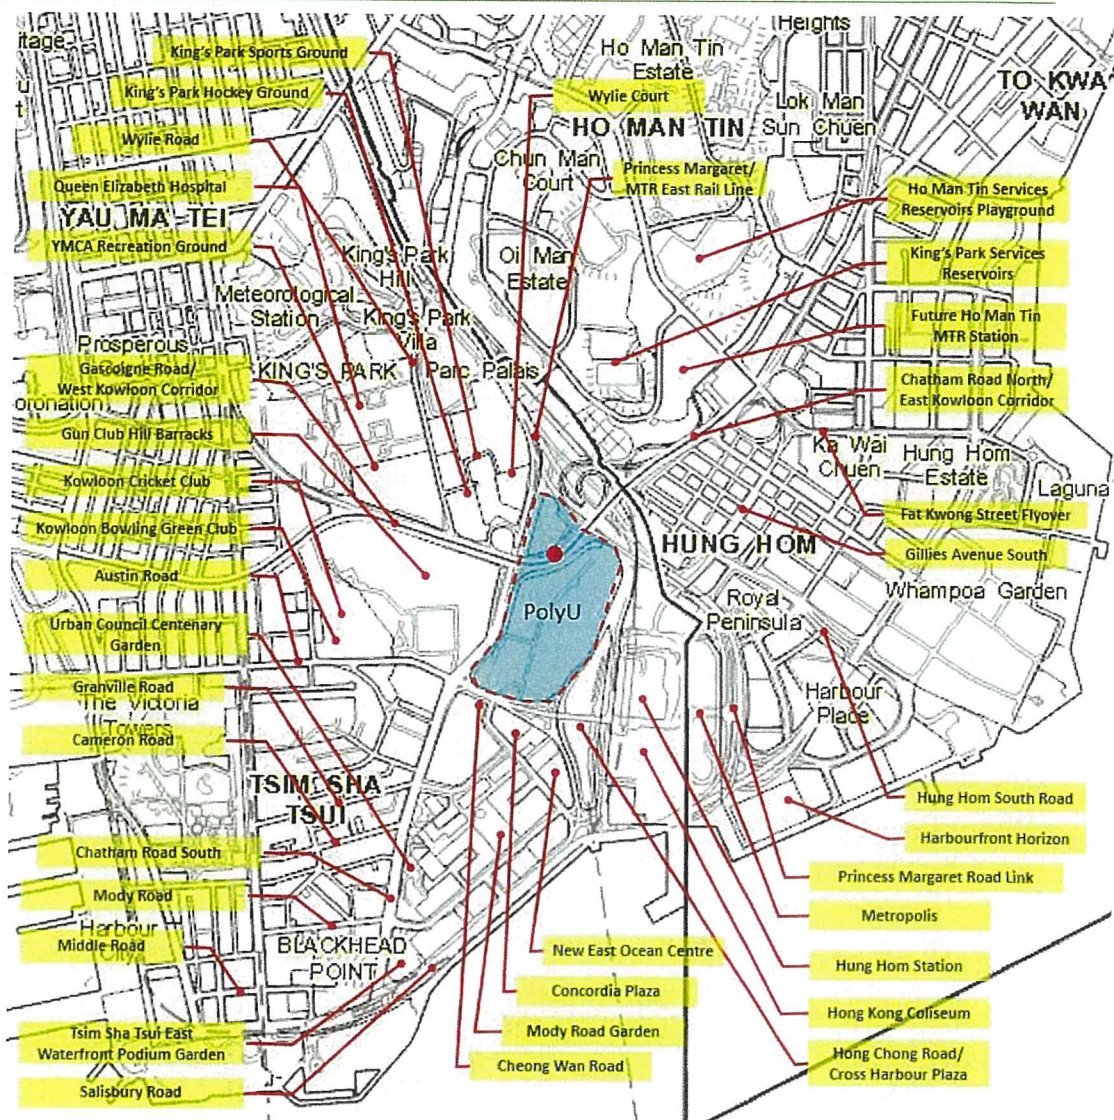 Heights
itage
King's Park Sports Ground
Ho Man Tin
Estate
King's Park Hockey Ground
Wylie Court
TO KWA
WAN
Lok Man
Sun Chuen
HO MAN TIN
Wylie Road
Chun Man
Court
Princess Margaret/
MTR East Rail Line
Queen Elizabeth Hospital
Ho Man Tin Services
Reservoirs Playground
YAU MA TEI
YMCA Recreation Ground
King's Park
Hill
Oi Man
Estate
King's Park Services
Reservoirs
Meteorological
Station
King's Park
Villa
Future Ho Man Tin
MTR Station
Prosperous
Gascoigne Road/
West Kowloon Corridor
KING'S PARK
Parc Palais
Chatham Road North/
East Kowloon Corridor
oronation
Gun Club Hill Barracks
Ka Wai
Chuen
Hung Hom
Estate
Kowloon Cricket Club
Laguna
Kowloon Bowling Green Club
Fat Kwong Street Flyover
HUNG HOM
Gillies Avenue South
Austin Road
Whampoa Garden
PolyU
Royal
Peninsula
Urban Council Centenary
Garden
Granville Road
The Victoria
Towers
Harbour
Place
Cameron Road
TSIM SHA
TSUI
Hung Hom South Road
Harbourfront Horizon
Chatham Road South
Princess Margaret Road Link
Mody Road
Metropolis
Harbour
City
Middle Road
BLACKHEAD
POINT
New East Ocean Centre
Hung Hom Station
Concordia Plaza
Hong Kong Coliseum
Tsim Sha Tsui East
Waterfront Podium Garden
Mody Road Garden
Cheong Wan Road
Hong Chong Road/
Cross Harbour Plaza
Salisbury Road